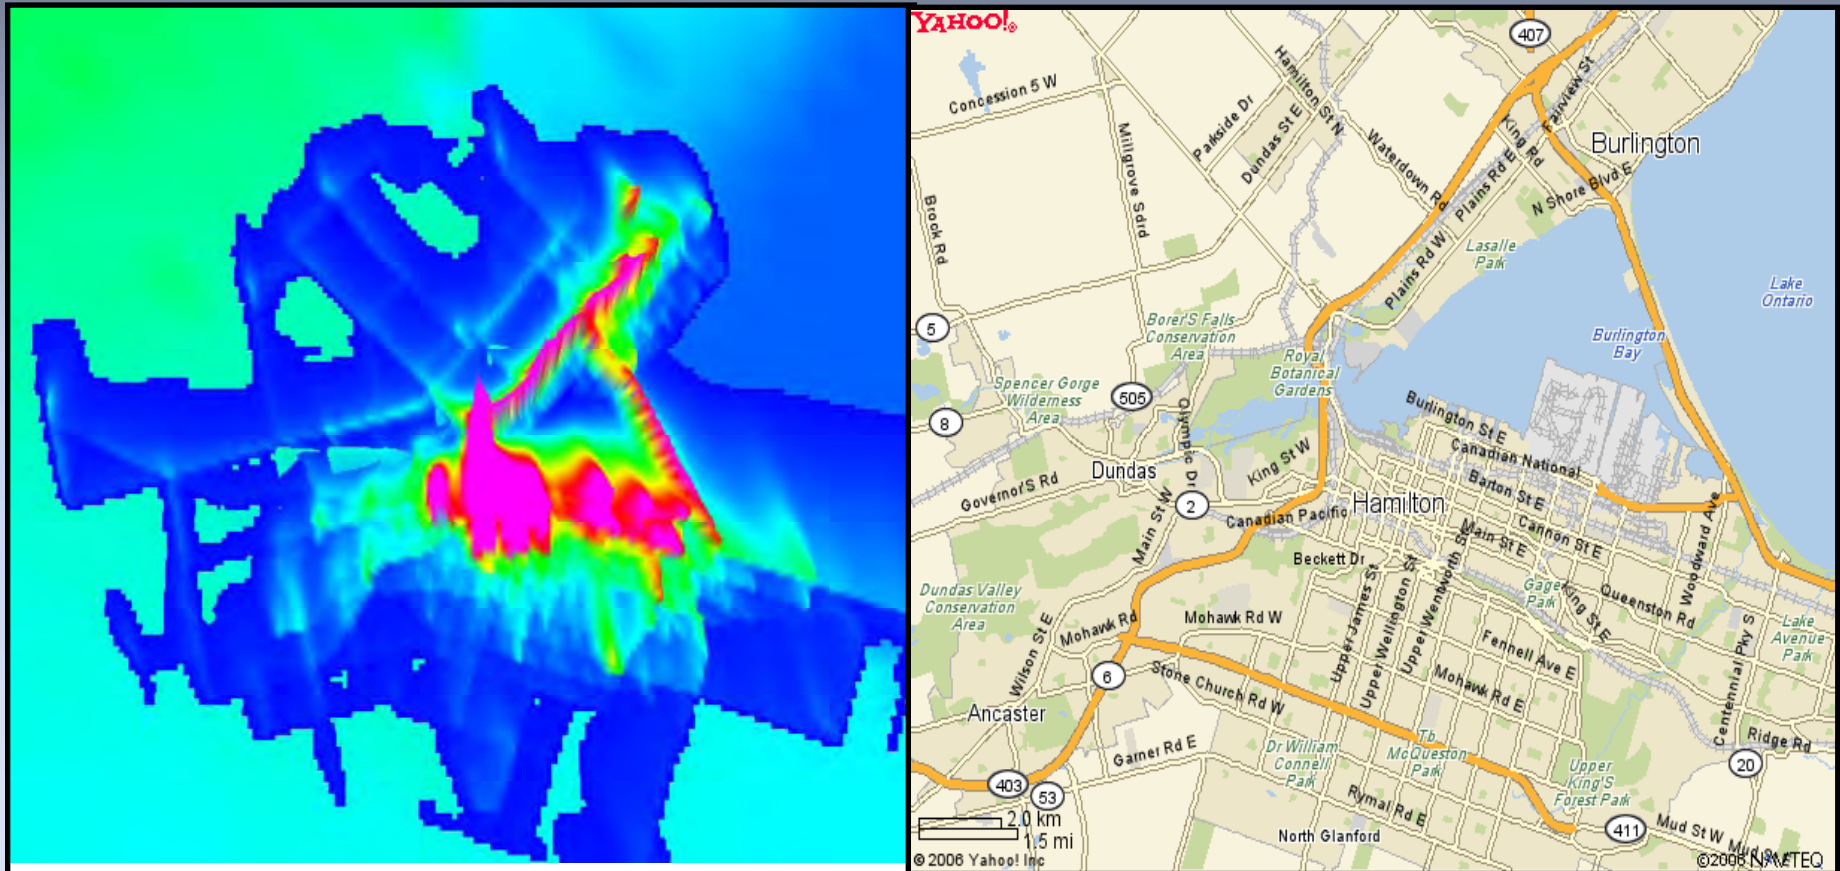 YAHOO!®
407
Hamilton St N
Fairview St
Concession 5 W
Parkside Dr
Dundas St E
Millgrove Sdrd
Waterdown Rd
King Rd
Burlington
Plains Rd E
N Shore Blvd E
Brook Rd
Lasalle
Park
Plains Rd W
Lake
Ontario
5
Borer'S Falls
Conservation
Area
Burlington
Bay
Royal
Botanical
Gardens
Spencer Gorge
Wilderness
Area
505
8
Olympic Dr
Burlington St E
Canadian National
King St W
Dundas
Barton St E
Governor'S Rd
2
Hamilton
Main St W
Canadian Pacific
Cannon St E
Main St E
Woodward Ave
Beckett Dr
Dundas Valley
Conservation
Area
Gage
Park
King St E
Queenston Rd
Upper James St
Upper Wellington St
Upper Wentworth St
Mohawk Rd
Mohawk Rd W
Wilson St E
Fennell Ave E
Lake
Avenue
Park
Centennial Pky S
6
Stone Church Rd W
Mohawk Rd E
Ancaster
Garner Rd E
Dr William
Connell
Park
Tb
McQueston
Park
Ridge Rd
20
Upper
King'S
Forest Park
403
53
Rymal Rd E
2.0 km
1.5 mi
North Glanford
411
Mud St W
© 2006 Yahoo! Inc
©2006 NAVTEQ